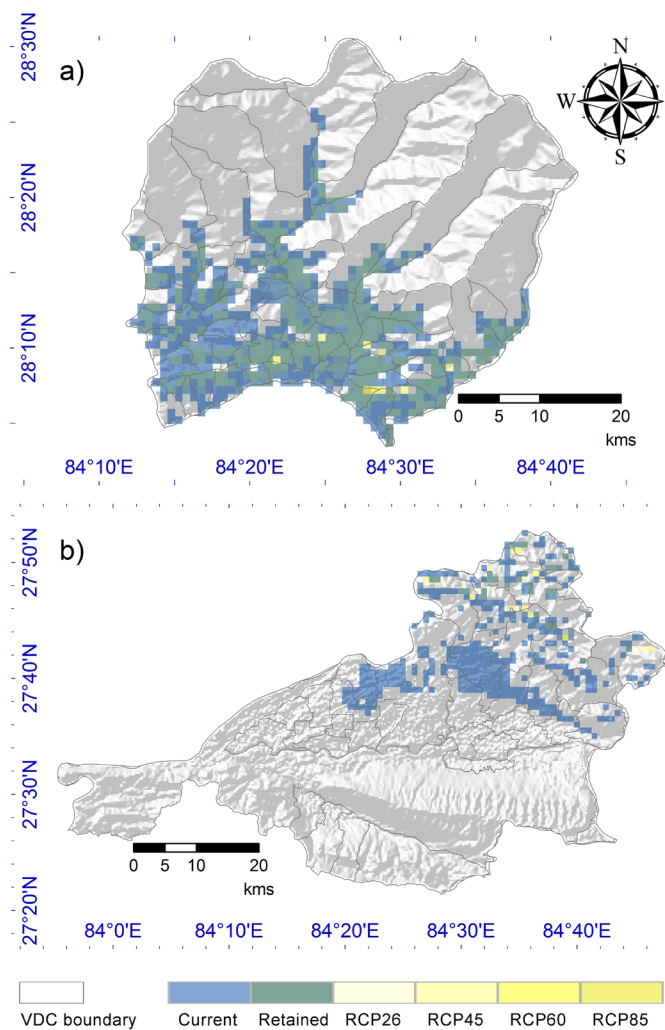 28°30'N
a)
N
W
E
S
28°20'N
28°10'N
0 5 10 20
kms
84°10'E 84°20'E 84°30'E 84°40'E
b)
27°50'N
27°40'N
27°30'N
27°20'N
0 5 10 20
kms
84°0'E 84°10'E 84°20'E 84°30'E 84°40'E
VDC boundary Current Retained RCP26 RCP45 RCP60 RCP85